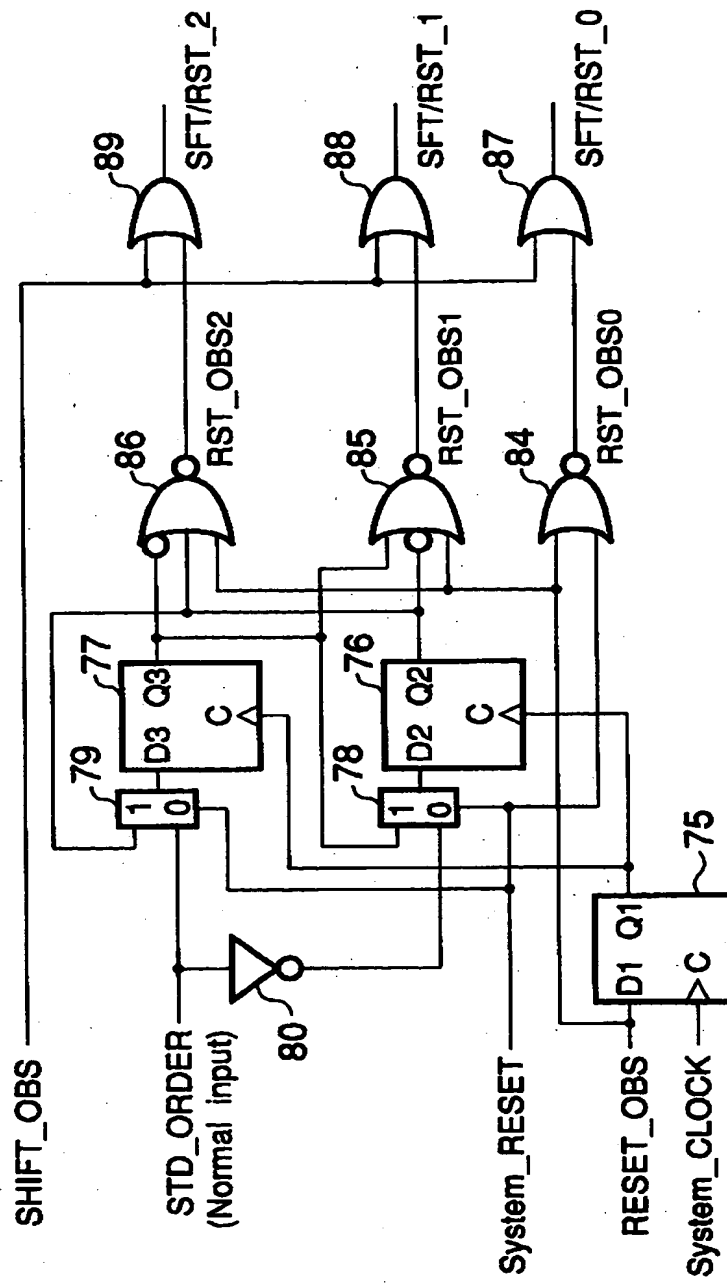 SHIFT_OBS
STD_ORDER
(Normal input)
System_RESET
RESET_OBS
System_CLOCK
80
79
1
0
D3 Q3
C
77
78
1
0
D2 Q2
C
76
D1 Q1
C
75
86
RST_OBS2
85
RST_OBS1
84
RST_OBS0
89
SFT/RST_2
88
SFT/RST_1
87
SFT/RST_0